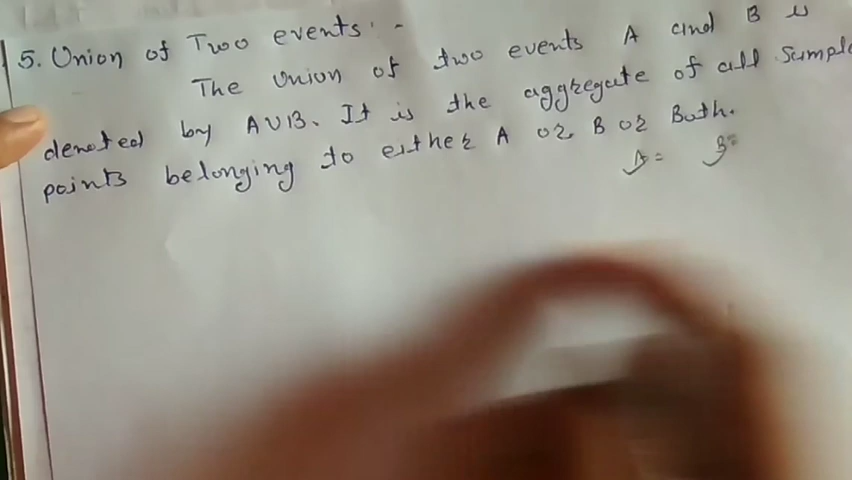 5. Union of Two events :-
The Union of two events A and B is
denoted by A∪B. It is the aggregate of all Sample
points belonging to either A or B or Both.
A= B=